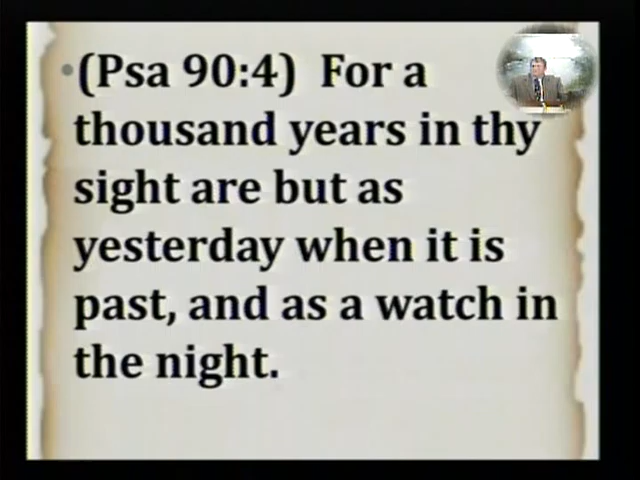 (Psa 90:4) For a
thousand years in thy
sight are but as
yesterday when it is
past, and as a watch in
the night.